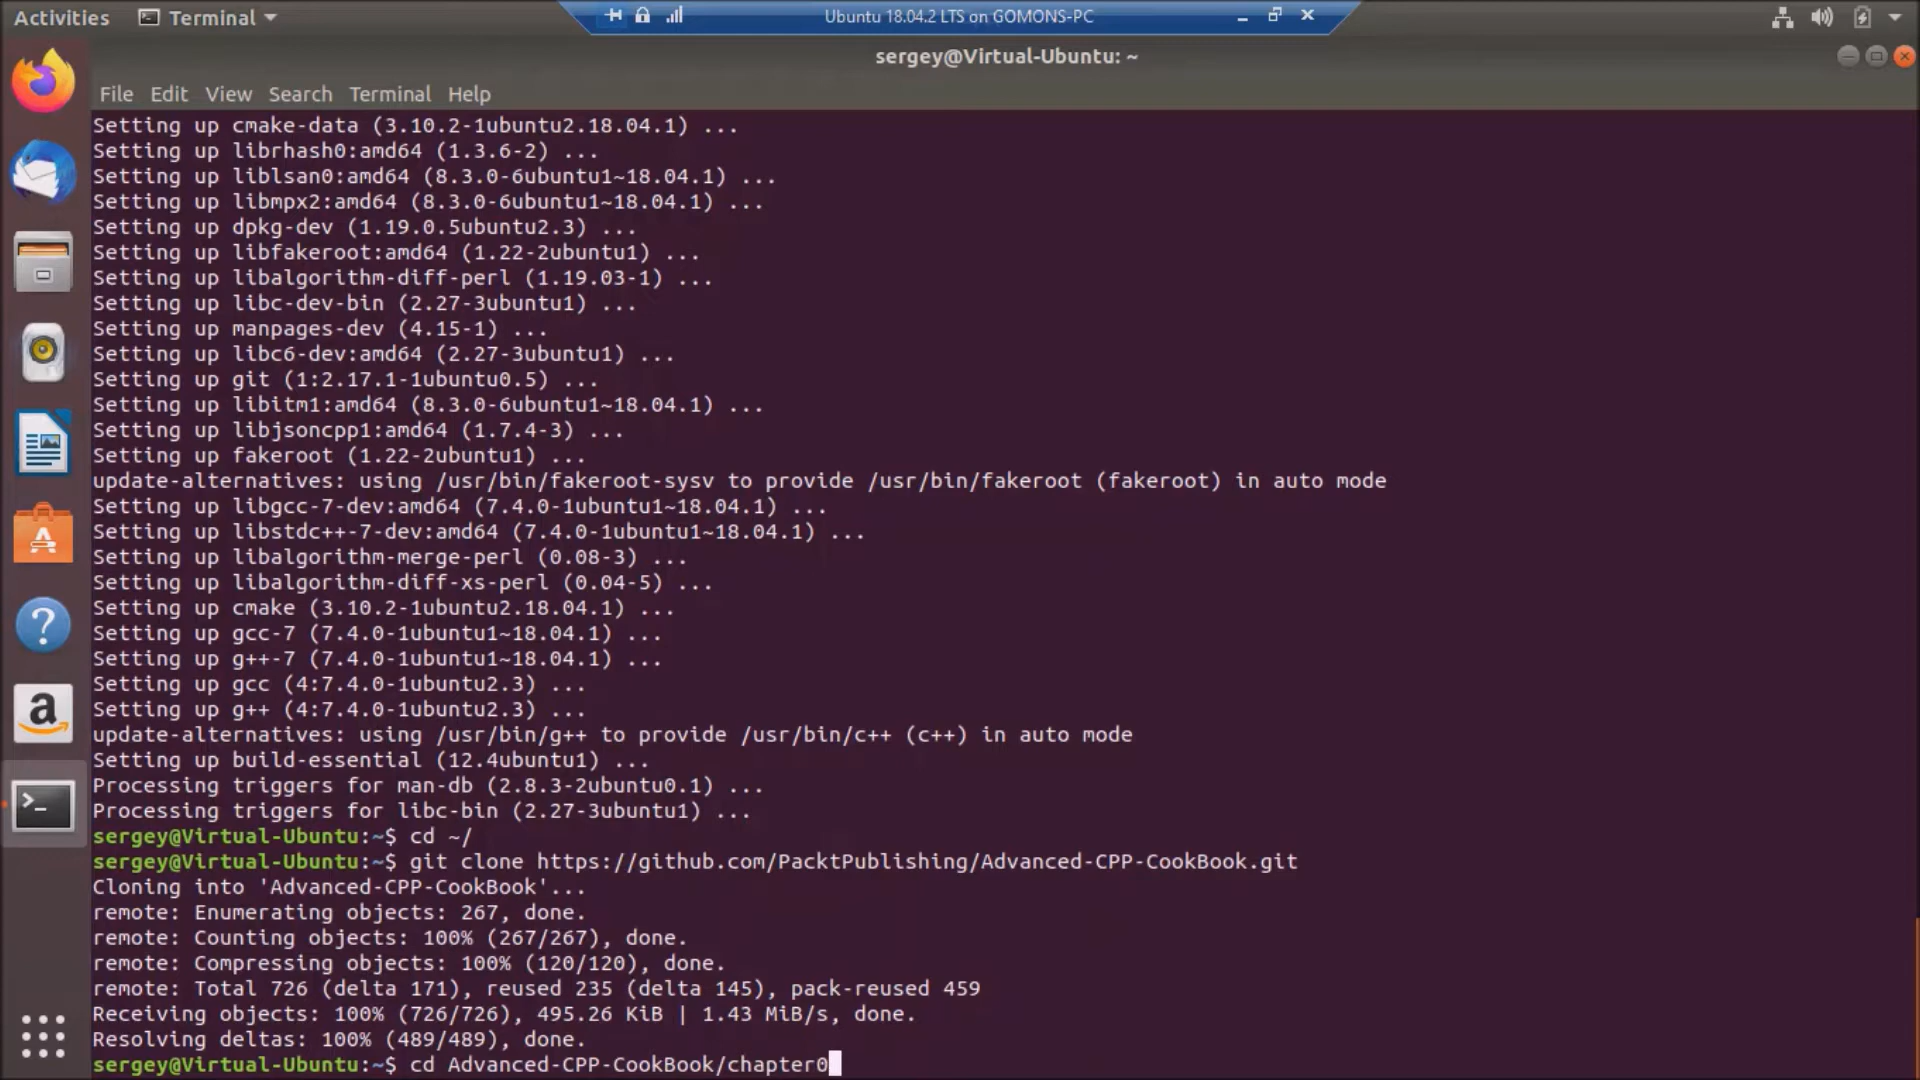 Activities Terminal Ubuntu 18.04.2 LTS on GOMONS-PC
sergey@Virtual-Ubuntu: ~
File Edit View Search Terminal Help
Setting up cmake-data (3.10.2-1ubuntu2.18.04.1) ...
Setting up librhash0:amd64 (1.3.6-2) ...
Setting up liblsan0:amd64 (8.3.0-6ubuntu1~18.04.1) ...
Setting up libmpx2:amd64 (8.3.0-6ubuntu1~18.04.1) ...
Setting up dpkg-dev (1.19.0.5ubuntu2.3) ...
Setting up libfakeroot:amd64 (1.22-2ubuntu1) ...
Setting up libalgorithm-diff-perl (1.19.03-1) ...
Setting up libc-dev-bin (2.27-3ubuntu1) ...
Setting up manpages-dev (4.15-1) ...
Setting up libc6-dev:amd64 (2.27-3ubuntu1) ...
Setting up git (1:2.17.1-1ubuntu0.5) ...
Setting up libitm1:amd64 (8.3.0-6ubuntu1~18.04.1) ...
Setting up libjsoncpp1:amd64 (1.7.4-3) ...
Setting up fakeroot (1.22-2ubuntu1) ...
update-alternatives: using /usr/bin/fakeroot-sysv to provide /usr/bin/fakeroot (fakeroot) in auto mode
Setting up libgcc-7-dev:amd64 (7.4.0-1ubuntu1~18.04.1) ...
Setting up libstdc++-7-dev:amd64 (7.4.0-1ubuntu1~18.04.1) ...
Setting up libalgorithm-merge-perl (0.08-3) ...
Setting up libalgorithm-diff-xs-perl (0.04-5) ...
Setting up cmake (3.10.2-1ubuntu2.18.04.1) ...
Setting up gcc-7 (7.4.0-1ubuntu1~18.04.1) ...
Setting up g++-7 (7.4.0-1ubuntu1~18.04.1) ...
Setting up gcc (4:7.4.0-1ubuntu2.3) ...
Setting up g++ (4:7.4.0-1ubuntu2.3) ...
update-alternatives: using /usr/bin/g++ to provide /usr/bin/c++ (c++) in auto mode
Setting up build-essential (12.4ubuntu1) ...
Processing triggers for man-db (2.8.3-2ubuntu0.1) ...
Processing triggers for libc-bin (2.27-3ubuntu1) ...
sergey@Virtual-Ubuntu:~$ cd ~/
sergey@Virtual-Ubuntu:~$ git clone https://github.com/PacktPublishing/Advanced-CPP-CookBook.git
Cloning into 'Advanced-CPP-CookBook'...
remote: Enumerating objects: 267, done.
remote: Counting objects: 100% (267/267), done.
remote: Compressing objects: 100% (120/120), done.
remote: Total 726 (delta 171), reused 235 (delta 145), pack-reused 459
Receiving objects: 100% (726/726), 495.26 KiB | 1.43 MiB/s, done.
Resolving deltas: 100% (489/489), done.
sergey@Virtual-Ubuntu:~$ cd Advanced-CPP-CookBook/chapter0